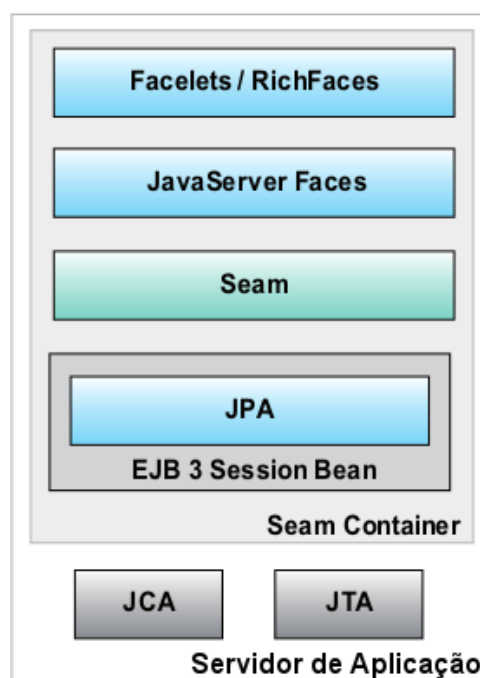 Facelets / RichFaces
JavaServer Faces
Seam
JPA
EJB 3 Session Bean
Seam Container
JCA
JTA
Servidor de Aplicação